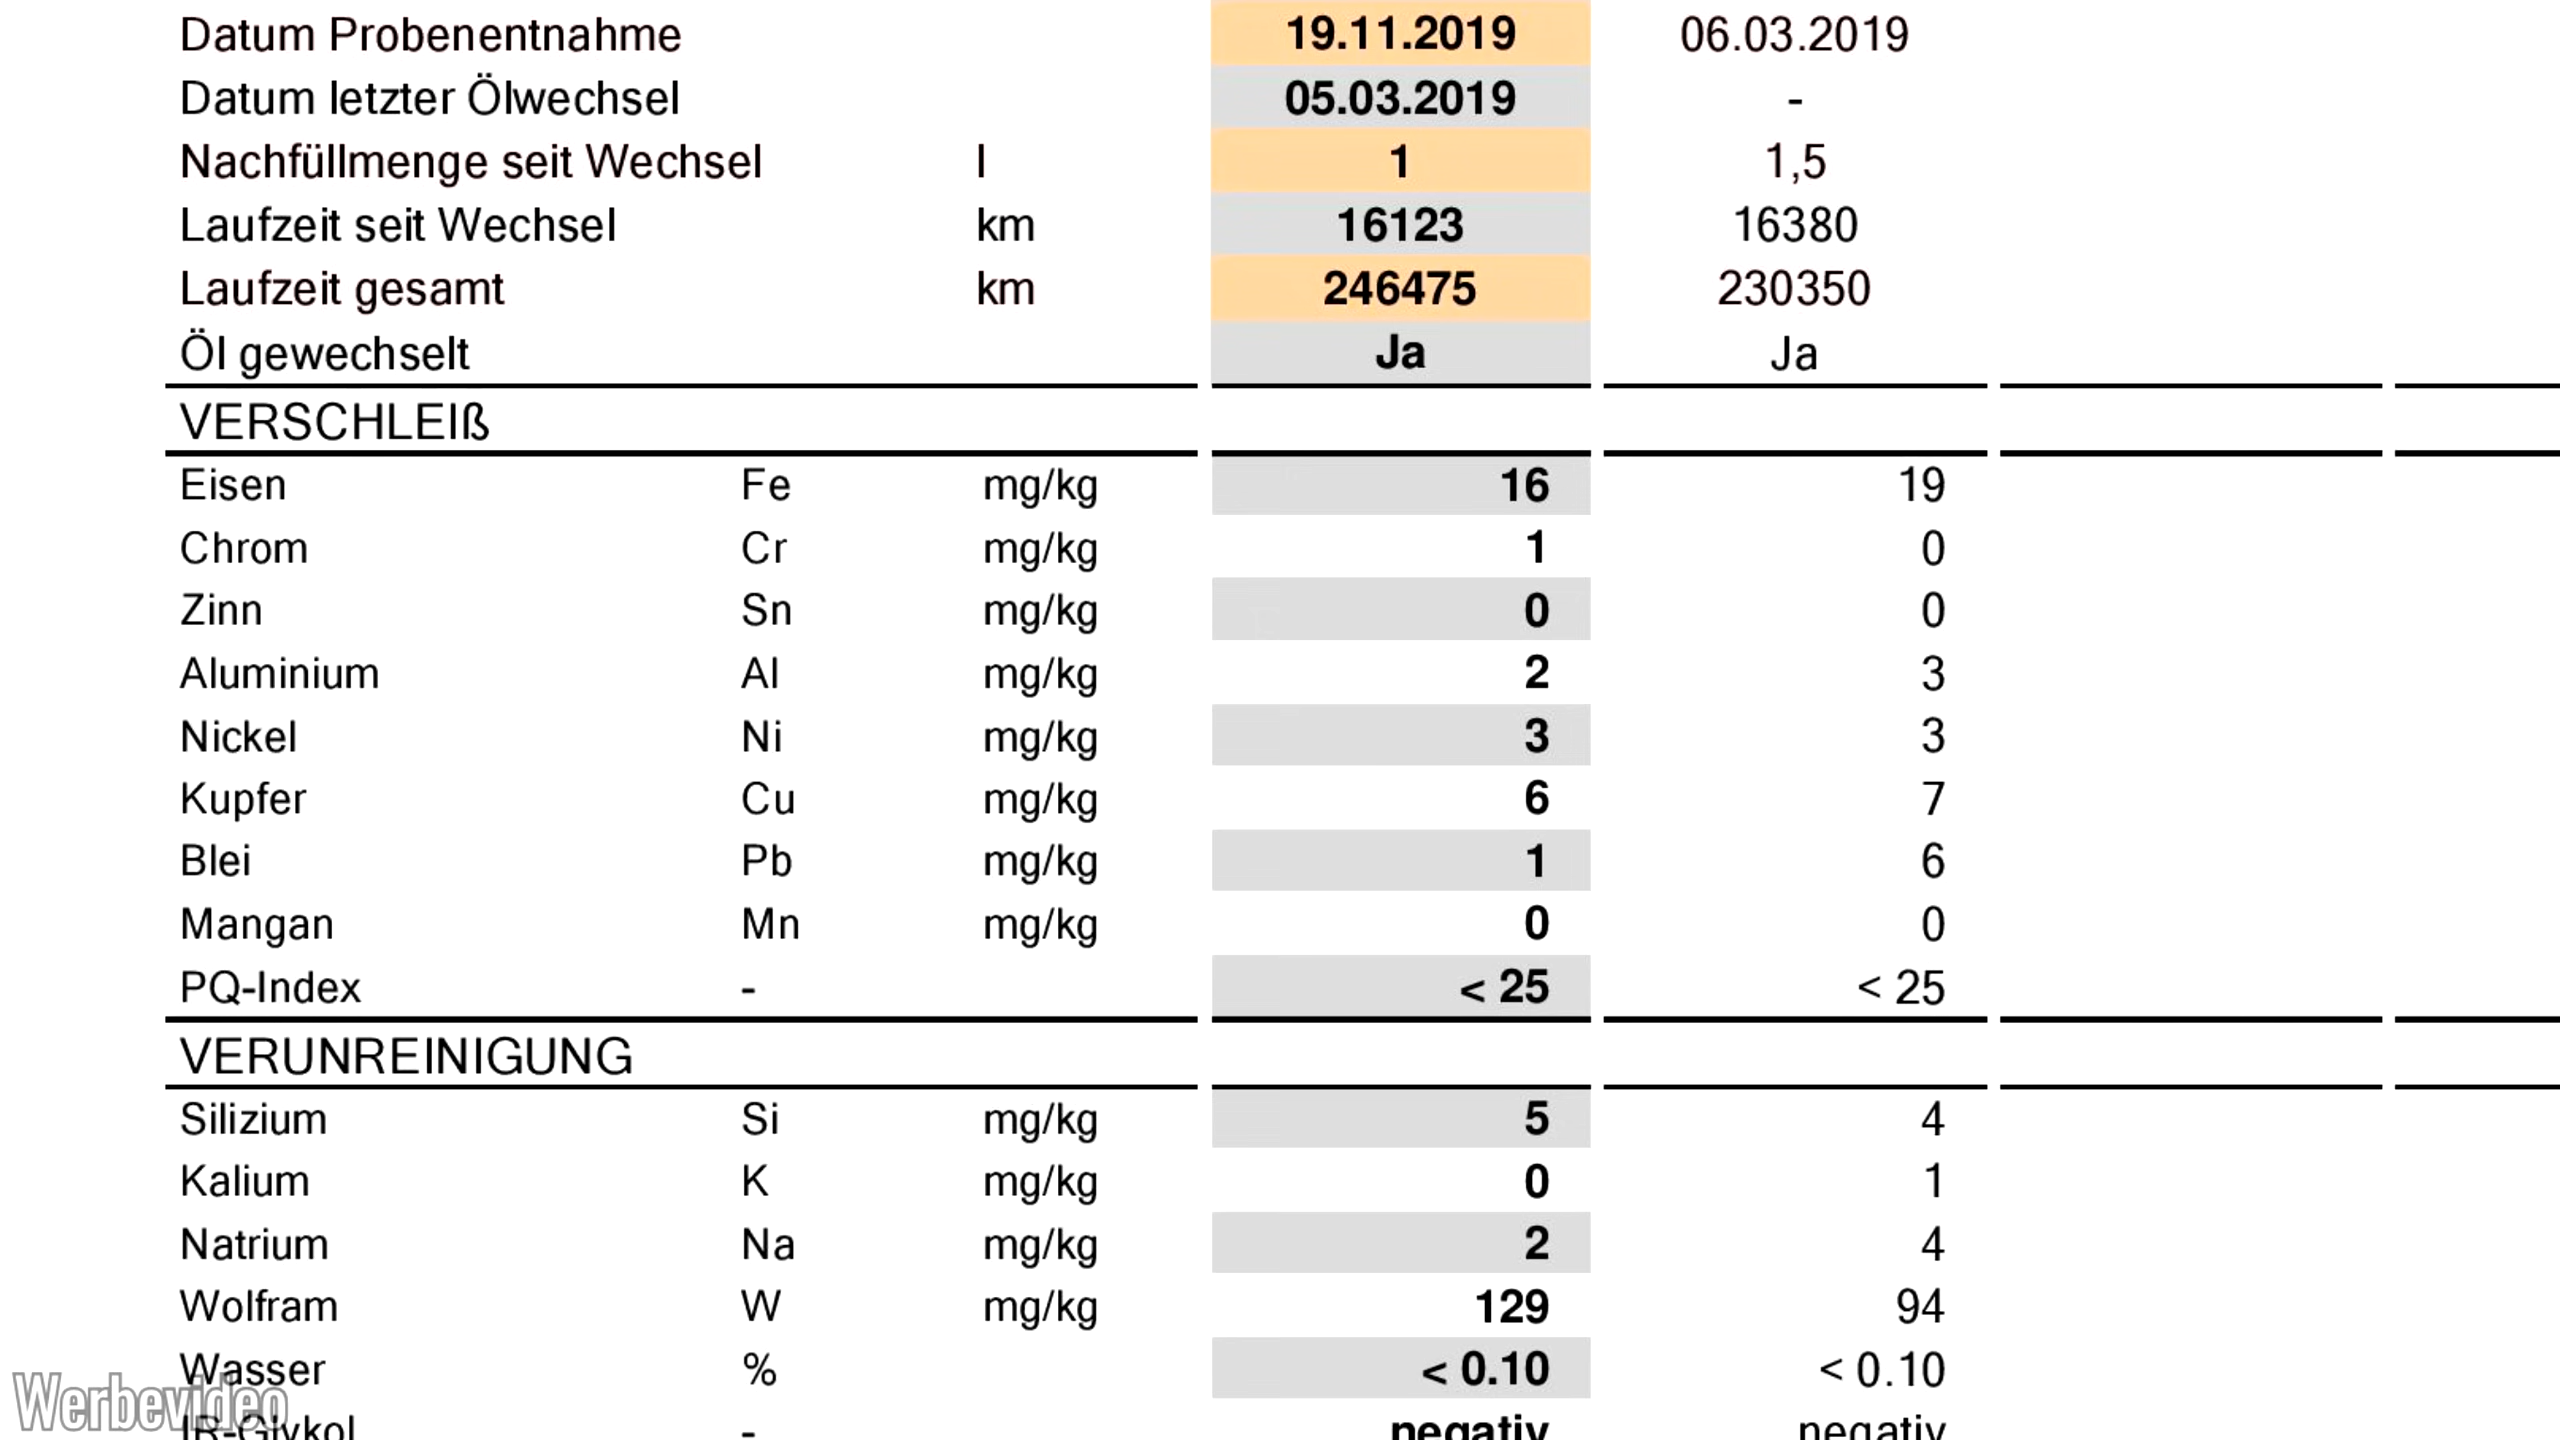 Datum Probenentnahme 19.11.2019 06.03.2019
Datum letzter Ölwechsel 05.03.2019 -
Nachfüllmenge seit Wechsel l 1 1,5
Laufzeit seit Wechsel km 16123 16380
Laufzeit gesamt km 246475 230350
Öl gewechselt Ja Ja
VERSCHLEIß
Eisen Fe mg/kg 16 19
Chrom Cr mg/kg 1 0
Zinn Sn mg/kg 0 0
Aluminium Al mg/kg 2 3
Nickel Ni mg/kg 3 3
Kupfer Cu mg/kg 6 7
Blei Pb mg/kg 1 6
Mangan Mn mg/kg 0 0
PQ-Index - < 25 < 25
VERUNREINIGUNG
Silizium Si mg/kg 5 4
Kalium K mg/kg 0 1
Natrium Na mg/kg 2 4
Wolfram W mg/kg 129 94
Wasser % < 0.10 < 0.10
Werbevideo
IR-Glykol - negativ negativ